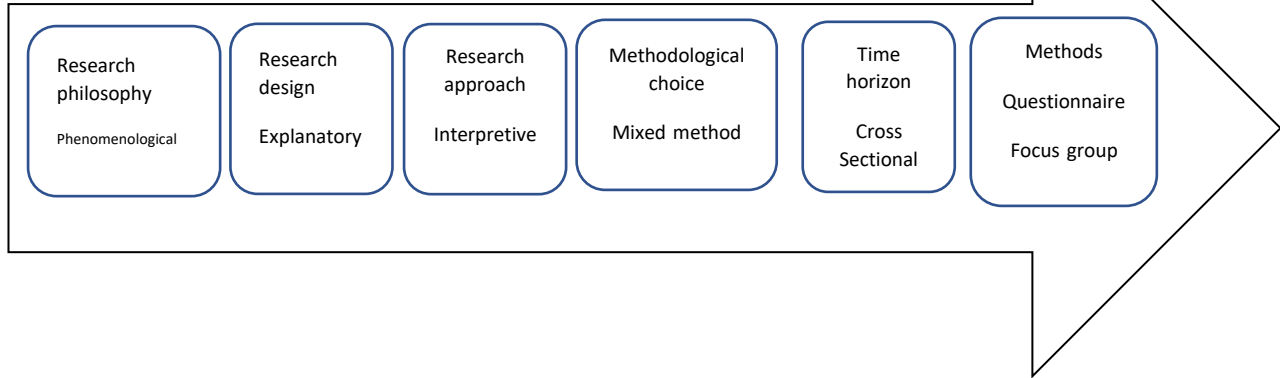 Research
philosophy
Phenomenological
Research
design
Explanatory
Research
approach
Interpretive
Methodological
choice
Mixed method
Time
horizon
Cross
Sectional
Methods
Questionnaire
Focus group